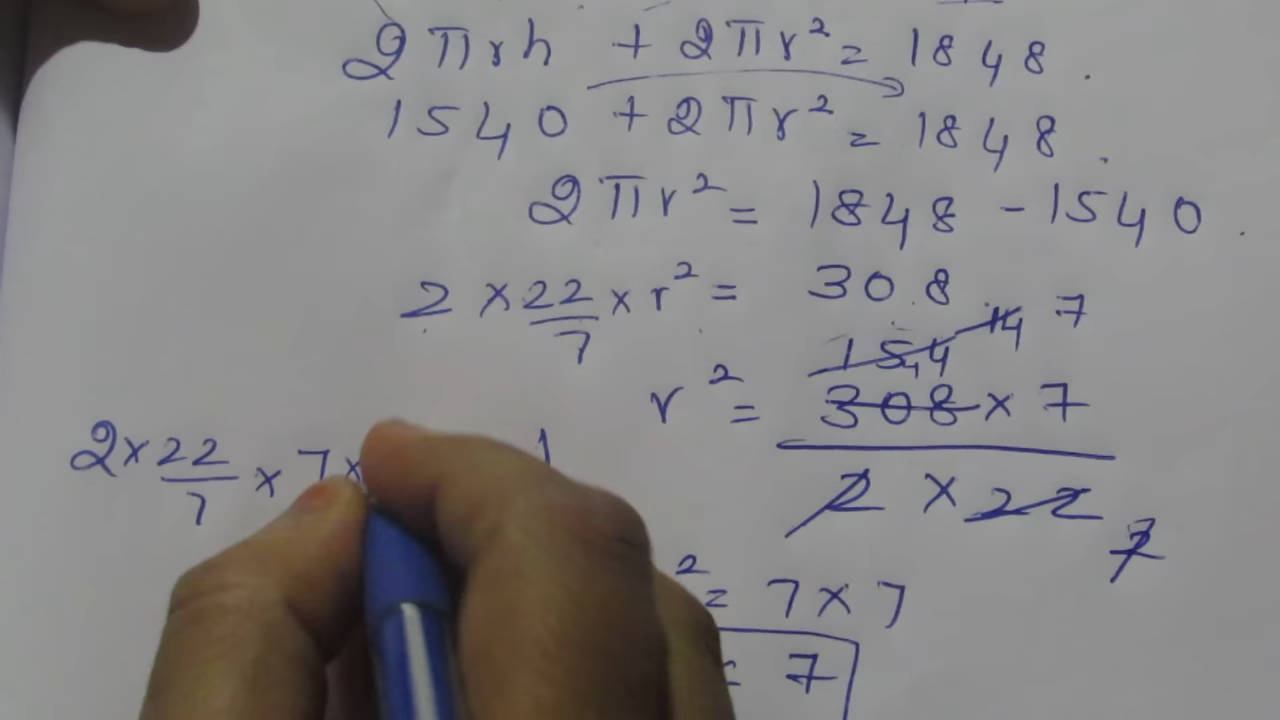 2πrh + 2πr² = 1848.
1540 + 2πr² = 1848.
2πr² = 1848 - 1540.
2 × 22/7 × r² = 308
154 14 7
r² = 308 × 7
2 × 22 2
2 × 22/7 × 7 ×
² = 7 × 7
= 7